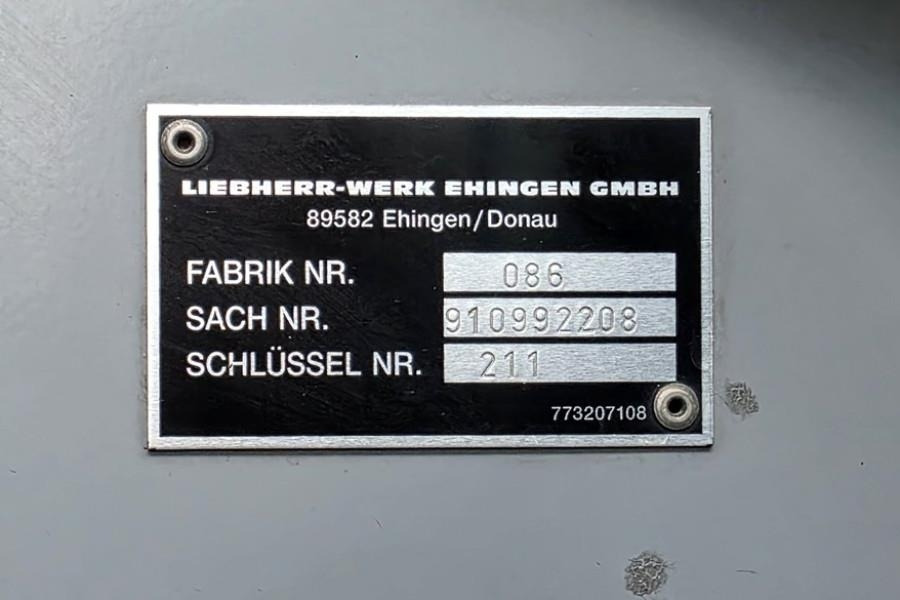 LIEBHERR-WERK EHINGEN GMBH
89582 Ehingen/Donau
FABRIK NR. 086
SACH NR. 910992208
SCHLÜSSEL NR. 211
773207108